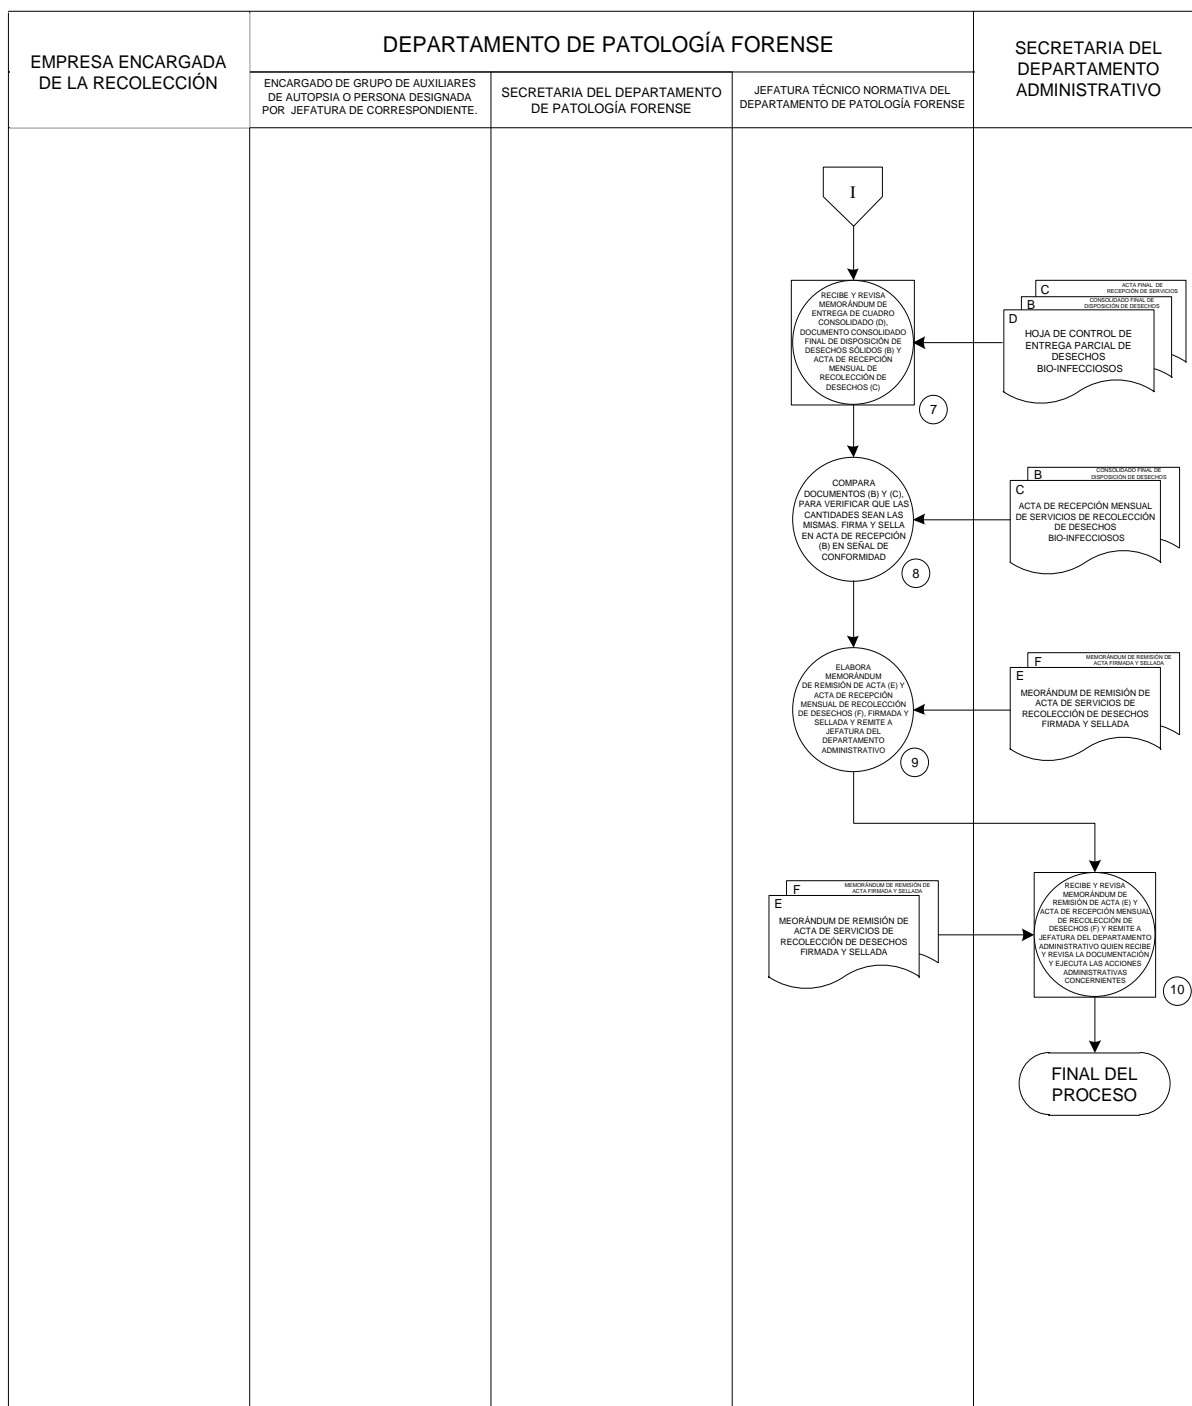 EMPRESA ENCARGADA
DE LA RECOLECCIÓN
DEPARTAMENTO DE PATOLOGÍA FORENSE
ENCARGADO DE GRUPO DE AUXILIARES
DE AUTOPSIA O PERSONA DESIGNADA
POR JEFATURA DE CORRESPONDIENTE.
SECRETARIA DEL DEPARTAMENTO
DE PATOLOGÍA FORENSE
JEFATURA TÉCNICO NORMATIVA DEL
DEPARTAMENTO DE PATOLOGÍA FORENSE
SECRETARIA DEL
DEPARTAMENTO
ADMINISTRATIVO
I
RECIBE Y REVISA
MEMORÁNDUM DE
ENTREGA DE CUADRO
CONSOLIDADO (D),
DOCUMENTO CONSOLIDADO
FINAL DE DISPOSICIÓN DE
DESECHOS SÓLIDOS (B) Y
ACTA DE RECEPCIÓN
MENSUAL DE
RECOLECCIÓN DE
DESECHOS (C)
7
C
ACTA FINAL DE
RECEPCIÓN DE SERVICIOS
B
CONSOLIDADO FINAL DE
DISPOSICIÓN DE DESECHOS
D
HOJA DE CONTROL DE
ENTREGA PARCIAL DE
DESECHOS
BIO-INFECCIOSOS
COMPARA
DOCUMENTOS (B) Y (C),
PARA VERIFICAR QUE LAS
CANTIDADES SEAN LAS
MISMAS. FIRMA Y SELLA
EN ACTA DE RECEPCIÓN
(B) EN SEÑAL DE
CONFORMIDAD
8
B
CONSOLIDADO FINAL DE
DISPOSICIÓN DE DESECHOS
C
ACTA DE RECEPCIÓN MENSUAL
DE SERVICIOS DE RECOLECCIÓN
DE DESECHOS
BIO-INFECCIOSOS
ELABORA
MEMORÁNDUM
DE REMISIÓN DE ACTA (E) Y
ACTA DE RECEPCIÓN
MENSUAL DE RECOLECCIÓN
DE DESECHOS (F), FIRMADA Y
SELLADA Y REMITE A
JEFATURA DEL
DEPARTAMENTO
ADMINISTRATIVO
9
F
MEMORÁNDUM DE REMISIÓN DE
ACTA FIRMADA Y SELLADA
E
MEORÁNDUM DE REMISIÓN DE
ACTA DE SERVICIOS DE
RECOLECCIÓN DE DESECHOS
FIRMADA Y SELLADA
F
MEMORÁNDUM DE REMISIÓN DE
ACTA FIRMADA Y SELLADA
E
MEORÁNDUM DE REMISIÓN DE
ACTA DE SERVICIOS DE
RECOLECCIÓN DE DESECHOS
FIRMADA Y SELLADA
RECIBE Y REVISA
MEMORÁNDUM DE
REMISIÓN DE ACTA (E) Y
ACTA DE RECEPCIÓN MENSUAL
DE RECOLECCIÓN DE
DESECHOS (F) Y REMITE A
JEFATURA DEL DEPARTAMENTO
ADMINISTRATIVO QUIEN RECIBE
Y REVISA LA DOCUMENTACIÓN
Y EJECUTA LAS ACCIONES
ADMINISTRATIVAS
CONCERNIENTES
10
FINAL DEL
PROCESO